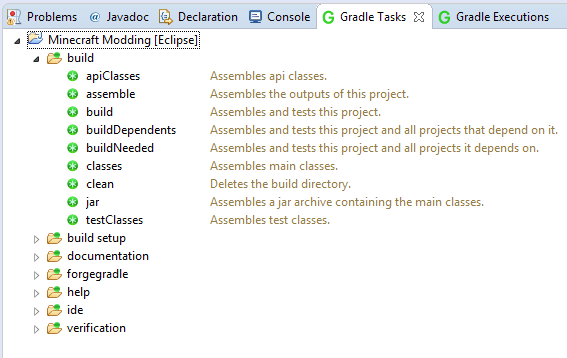 Problems @ Javadoc Declaration Console G Gradle Tasks G Gradle Executions
Minecraft Modding [Eclipse]
build
apiClasses Assembles api classes.
assemble Assembles the outputs of this project.
build Assembles and tests this project.
buildDependents Assembles and tests this project and all projects that depend on it.
buildNeeded Assembles and tests this project and all projects it depends on.
classes Assembles main classes.
clean Deletes the build directory.
jar Assembles a jar archive containing the main classes.
testClasses Assembles test classes.
build setup
documentation
forgegradle
help
ide
verification